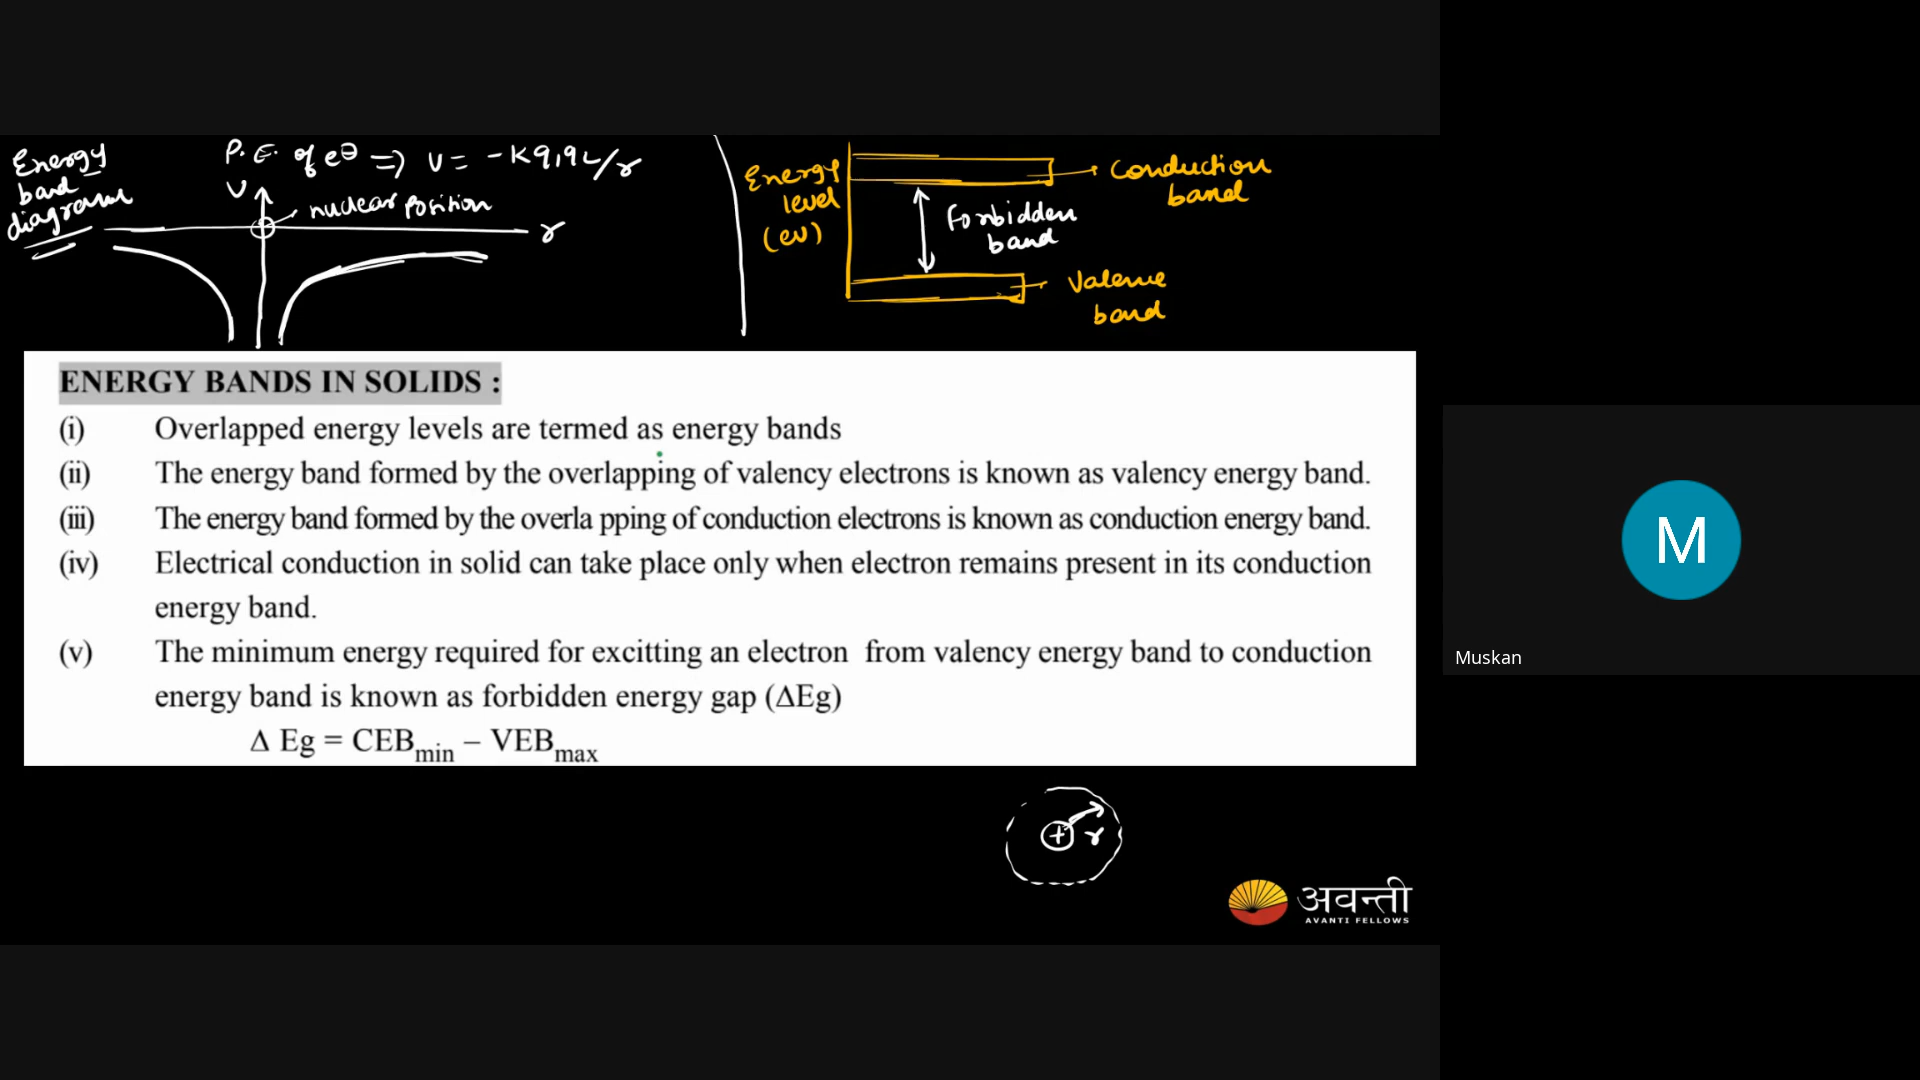 Energy
band
diagram
P.E. of e⊖ => U = -Kq1q2/r
U
nuclear position
r
Energy
level
(eV)
Conduction
band
Forbidden
band
Valence
band
ENERGY BANDS IN SOLIDS :
(i) Overlapped energy levels are termed as energy bands
(ii) The energy band formed by the overlapping of valency electrons is known as valency energy band.
(iii) The energy band formed by the overla pping of conduction electrons is known as conduction energy band.
(iv) Electrical conduction in solid can take place only when electron remains present in its conduction
energy band.
(v) The minimum energy required for excitting an electron from valency energy band to conduction
energy band is known as forbidden energy gap (ΔEg)
Δ Eg = CEBmin – VEBmax
+ r
अवन्ती
AVANTI FELLOWS
M
Muskan